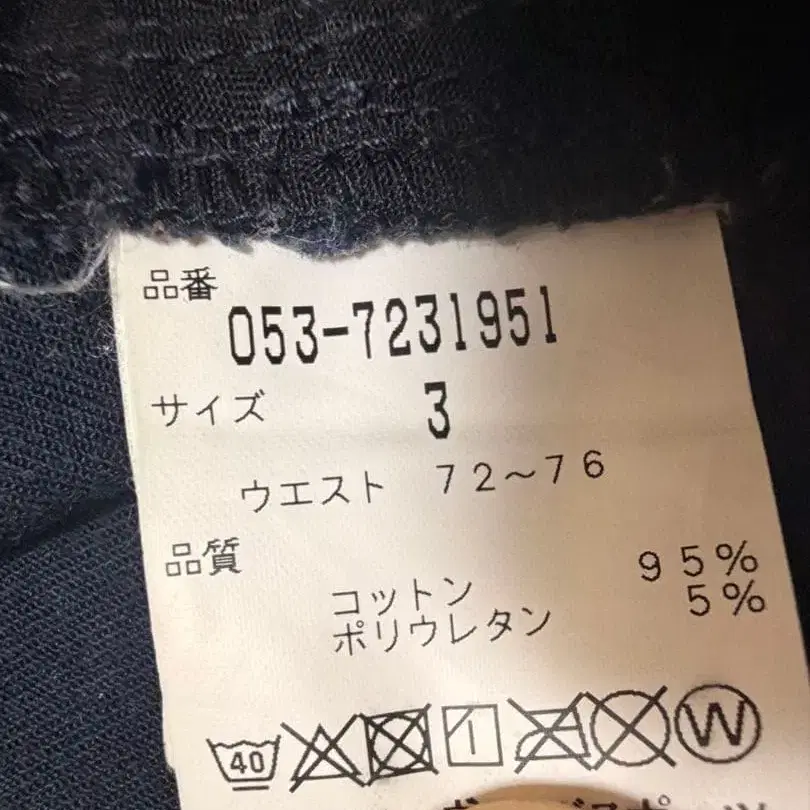 品番
053-7231951
サイズ 3
ウエスト 72~76
品質
コットン 95%
ポリウレタン 5%
40 W